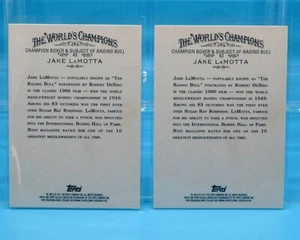 THE WORLD'S CHAMPIONS
CHAMPION BOXER & SUBJECT OF RAGING BULL
JAKE LAMOTTA
JAKE LAMOTTA — POPULARLY KNOWN AS "THE
RAGING BULL" PORTRAYED BY ROBERT DENIRO
IN THE CLASSIC 1980 FILM — WON THE WORLD
MIDDLEWEIGHT BOXING CHAMPIONSHIP IN 1949.
AMONG HIS 83 VICTORIES WAS THE FIRST EVER
OVER SUGAR RAY ROBINSON. LAMOTTA, FAMOUS
FOR HIS ABILITY TO TAKE A PUNCH, WAS INDUCTED
INTO THE INTERNATIONAL BOXING HALL OF FAME.
RING MAGAZINE RATED HIM ONE OF THE 10
GREATEST MIDDLEWEIGHTS OF ALL TIME.
Topps
THE WORLD'S CHAMPIONS
CHAMPION BOXER & SUBJECT OF RAGING BULL
JAKE LAMOTTA
JAKE LAMOTTA — POPULARLY KNOWN AS "THE
RAGING BULL" PORTRAYED BY ROBERT DENIRO
IN THE CLASSIC 1980 FILM — WON THE WORLD
MIDDLEWEIGHT BOXING CHAMPIONSHIP IN 1949.
AMONG HIS 83 VICTORIES WAS THE FIRST EVER
OVER SUGAR RAY ROBINSON. LAMOTTA, FAMOUS
FOR HIS ABILITY TO TAKE A PUNCH, WAS INDUCTED
INTO THE INTERNATIONAL BOXING HALL OF FAME.
RING MAGAZINE RATED HIM ONE OF THE 10
GREATEST MIDDLEWEIGHTS OF ALL TIME.
Topps